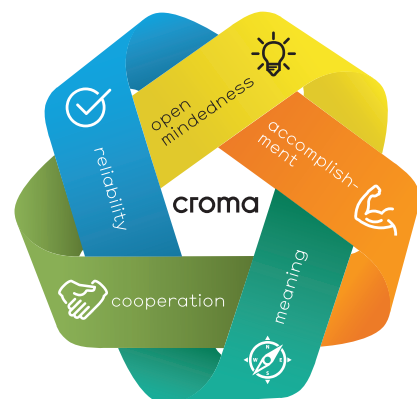 open
mindedness
accomplish-
ment
reliability
croma
cooperation
meaning
N
W E
S